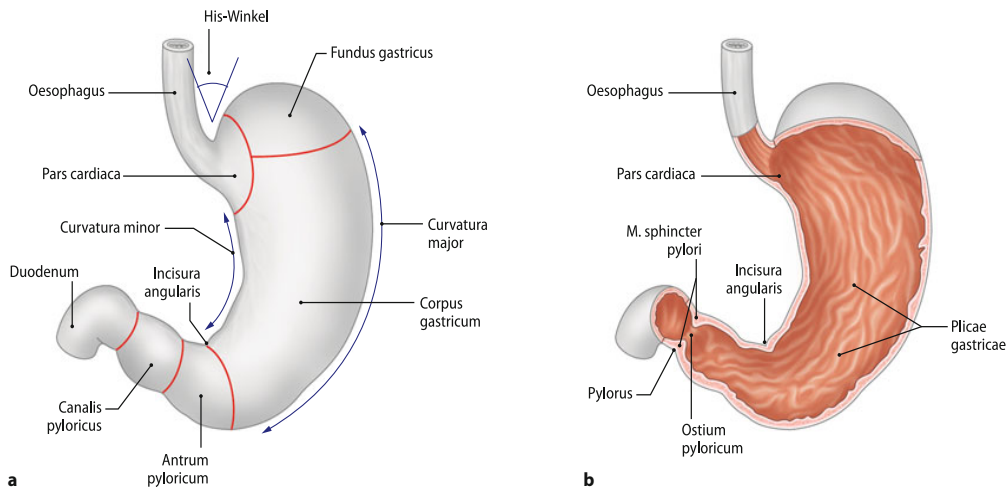 His-Winkel
Fundus gastricus
Oesophagus
Pars cardiaca
Curvatura minor
Curvatura
major
Duodenum
Incisura
angularis
Corpus
gastricum
Canalis
pyloricus
Antrum
pyloricum
a
Oesophagus
Pars cardiaca
M. sphincter
pylori
Incisura
angularis
Plicae
gastricae
Pylorus
Ostium
pyloricum
b